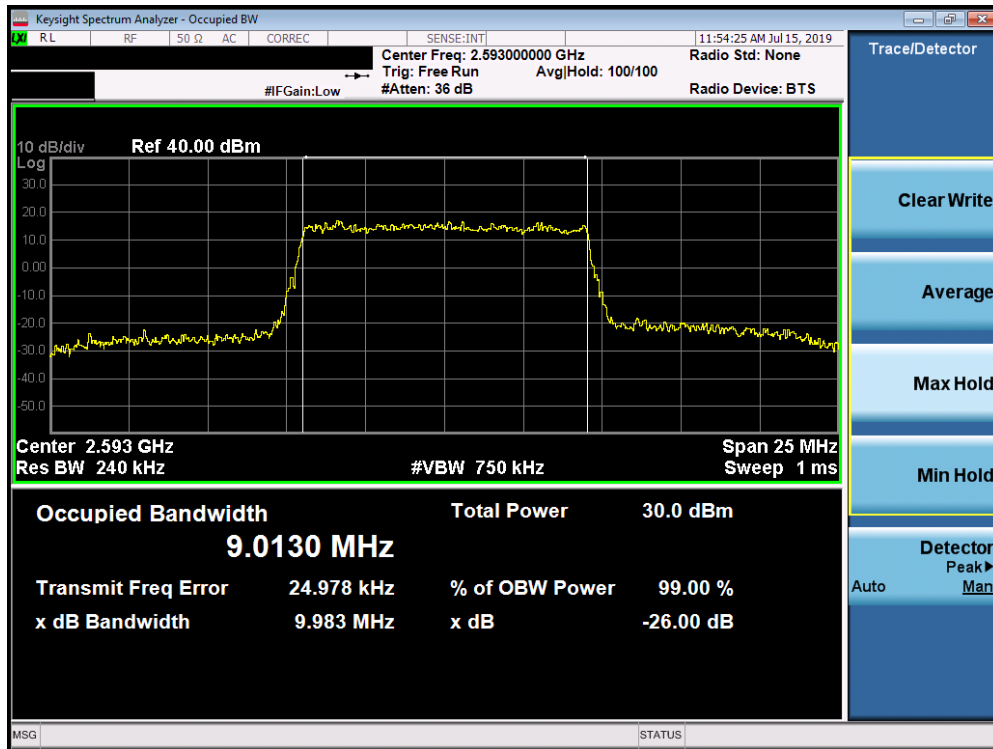 Keysight Spectrum Analyzer - Occupied BW
LXI RL RF 50 Ω AC CORREC SENSE:INT 11:54:25 AM Jul 15, 2019
Center Freq: 2.593000000 GHz Radio Std: None
Trig: Free Run Avg|Hold: 100/100
#IFGain:Low #Atten: 36 dB Radio Device: BTS
10 dB/div Ref 40.00 dBm
Log
30.0
20.0
10.0
0.00
-10.0
-20.0
-30.0
-40.0
-50.0
Center 2.593 GHz Span 25 MHz
Res BW 240 kHz #VBW 750 kHz Sweep 1 ms
Occupied Bandwidth Total Power 30.0 dBm
9.0130 MHz
Transmit Freq Error 24.978 kHz % of OBW Power 99.00 %
x dB Bandwidth 9.983 MHz x dB -26.00 dB
MSG STATUS
Trace/Detector
Clear Write
Average
Max Hold
Min Hold
Detector
Peak▶
Auto Man